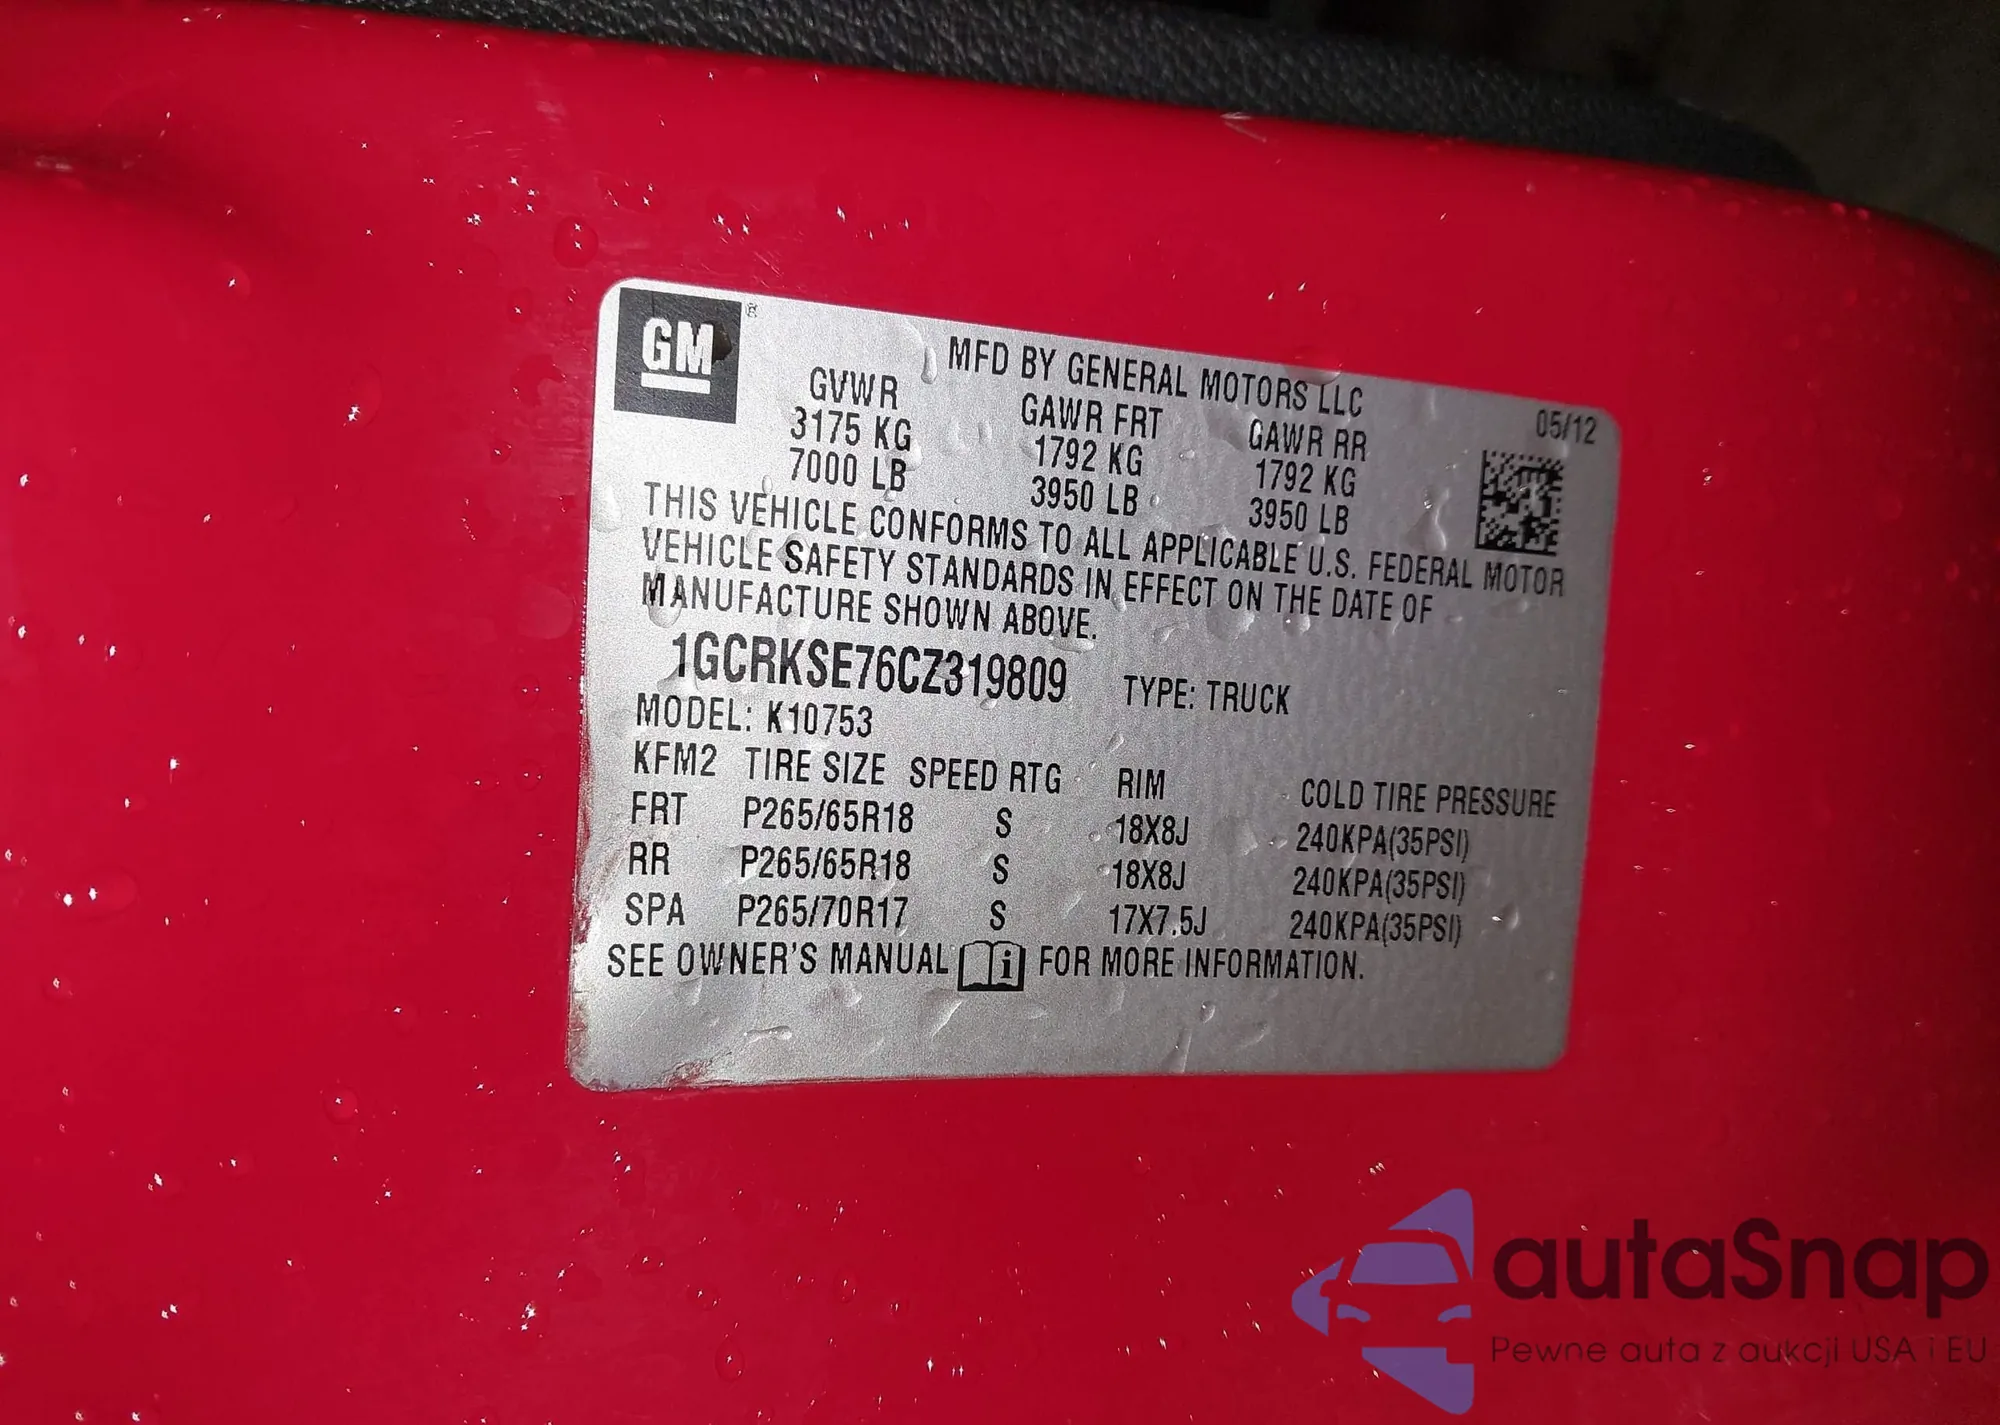 GM ®
MFD BY GENERAL MOTORS LLC
05/12
GVWR GAWR FRT GAWR RR
3175 KG 1792 KG 1792 KG
7000 LB 3950 LB 3950 LB
THIS VEHICLE CONFORMS TO ALL APPLICABLE U.S. FEDERAL MOTOR
VEHICLE SAFETY STANDARDS IN EFFECT ON THE DATE OF
MANUFACTURE SHOWN ABOVE.
1GCRKSE76CZ319809 TYPE: TRUCK
MODEL: K10753
KFM2 TIRE SIZE SPEED RTG RIM COLD TIRE PRESSURE
FRT P265/65R18 S 18X8J 240KPA(35PSI)
RR P265/65R18 S 18X8J 240KPA(35PSI)
SPA P265/70R17 S 17X7.5J 240KPA(35PSI)
SEE OWNER'S MANUAL i FOR MORE INFORMATION.
autaSnap
Pewne auta z aukcji USA i EU